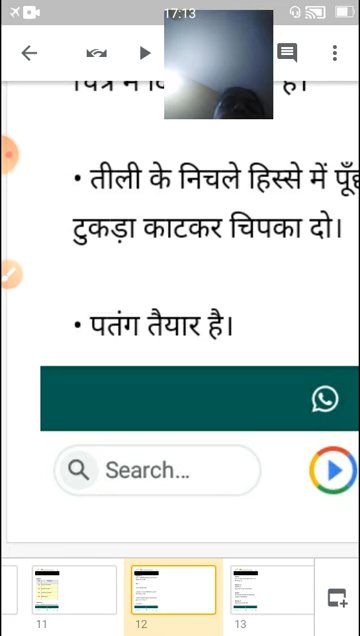 17:13
• तीली के निचले हिस्से में
टुकड़ा काटकर चिपका दो।
• पतंग तैयार है।
Search...
11
12
13